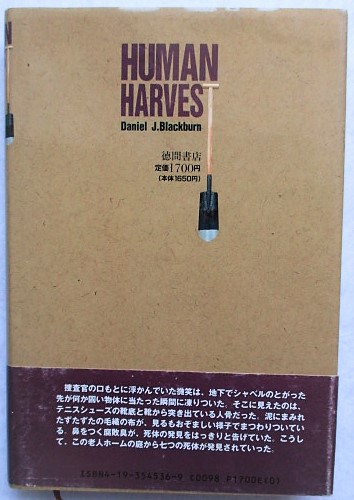 HUMAN
HARVEST
Daniel J.Blackburn
徳間書店
定価1700円
(本体1650円)
捜査官の口もとに浮かんでいた微笑は、地下でシャベルのとがった
先が何か固い物体に当たった瞬間に凍りついた。そこに見えたのは、
テニスシューズの靴底と靴から突き出ている人骨だった。泥にまみれ
たずたずたの毛織の布が、見るもおぞましい様子でまつわりついてい
る。鼻をつく腐敗臭が、死体の発見をはっきりと告げていた。こうし
て、この老人ホームの庭から七つの死体が発見されていった。
ISBN4-19-354536-9 C0098 P1700E(0)
HUMAN